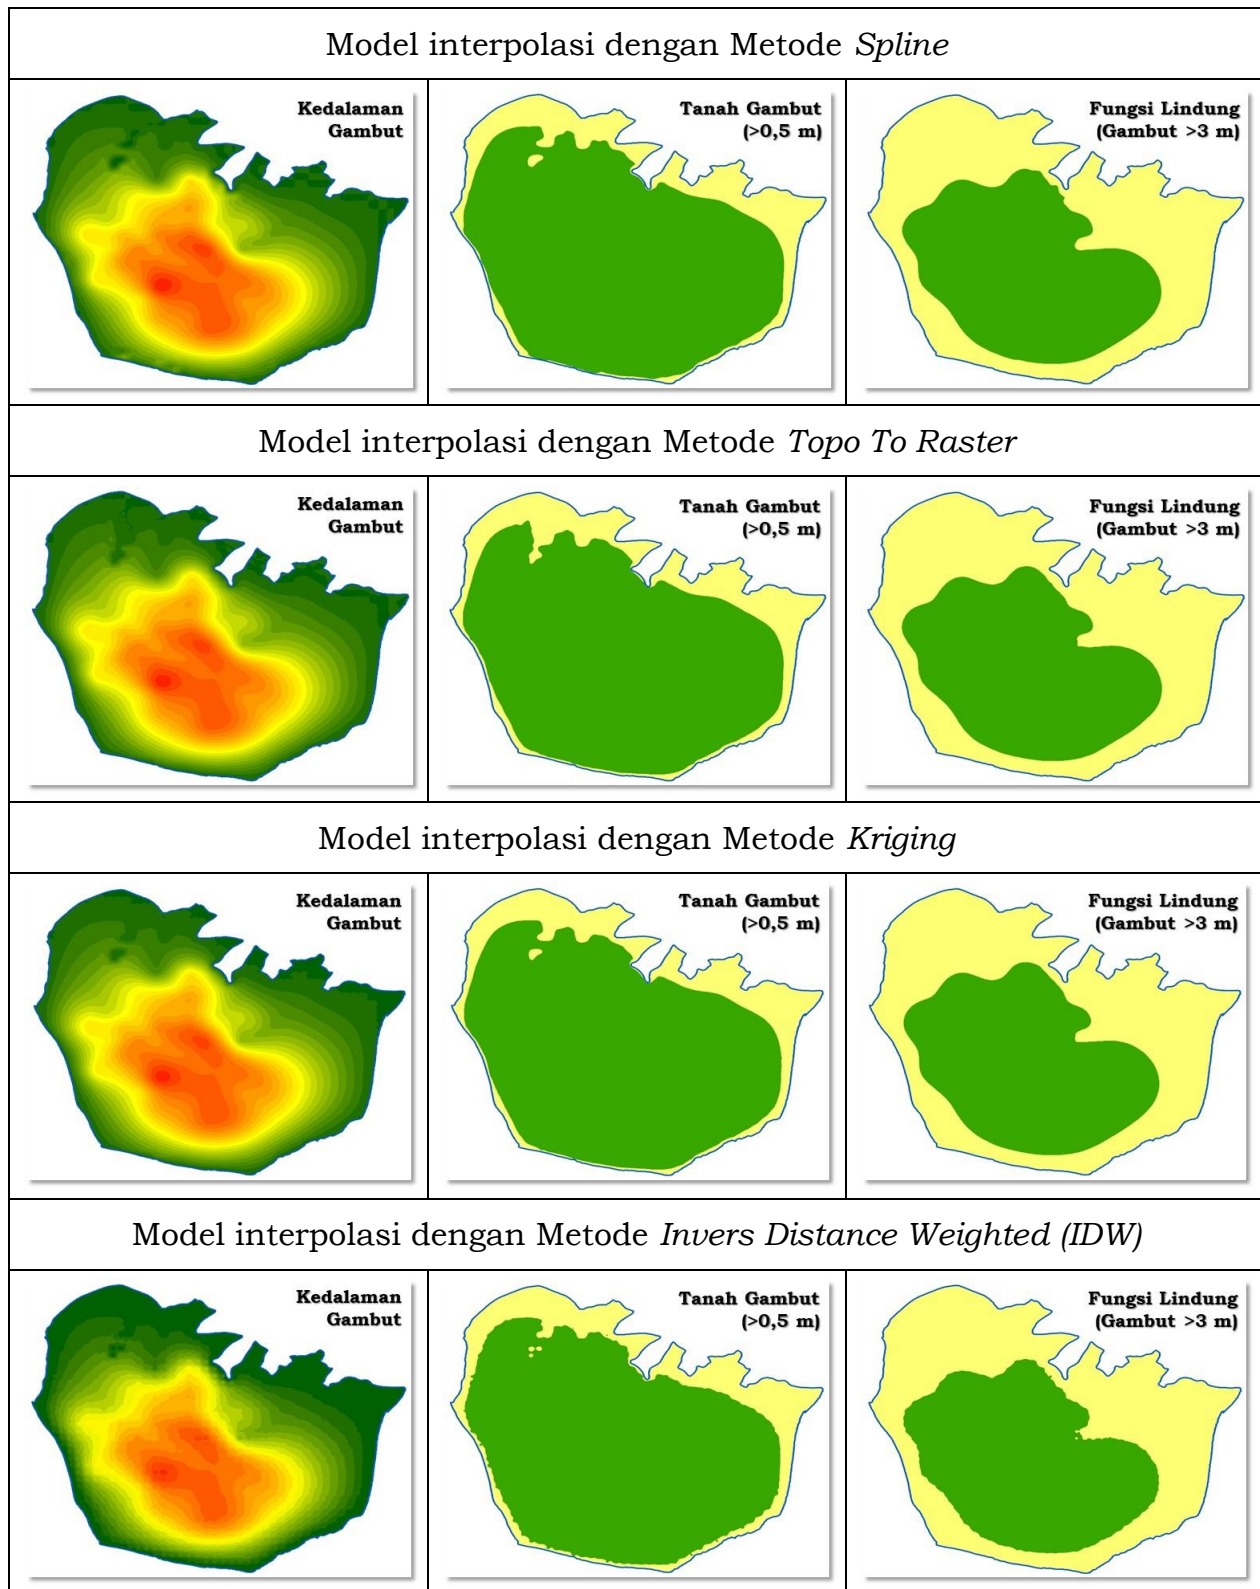 Model interpolasi dengan Metode Spline
Kedalaman
Gambut
Tanah Gambut
(>0,5 m)
Fungsi Lindung
(Gambut >3 m)
Model interpolasi dengan Metode Topo To Raster
Kedalaman
Gambut
Tanah Gambut
(>0,5 m)
Fungsi Lindung
(Gambut >3 m)
Model interpolasi dengan Metode Kriging
Kedalaman
Gambut
Tanah Gambut
(>0,5 m)
Fungsi Lindung
(Gambut >3 m)
Model interpolasi dengan Metode Invers Distance Weighted (IDW)
Kedalaman
Gambut
Tanah Gambut
(>0,5 m)
Fungsi Lindung
(Gambut >3 m)